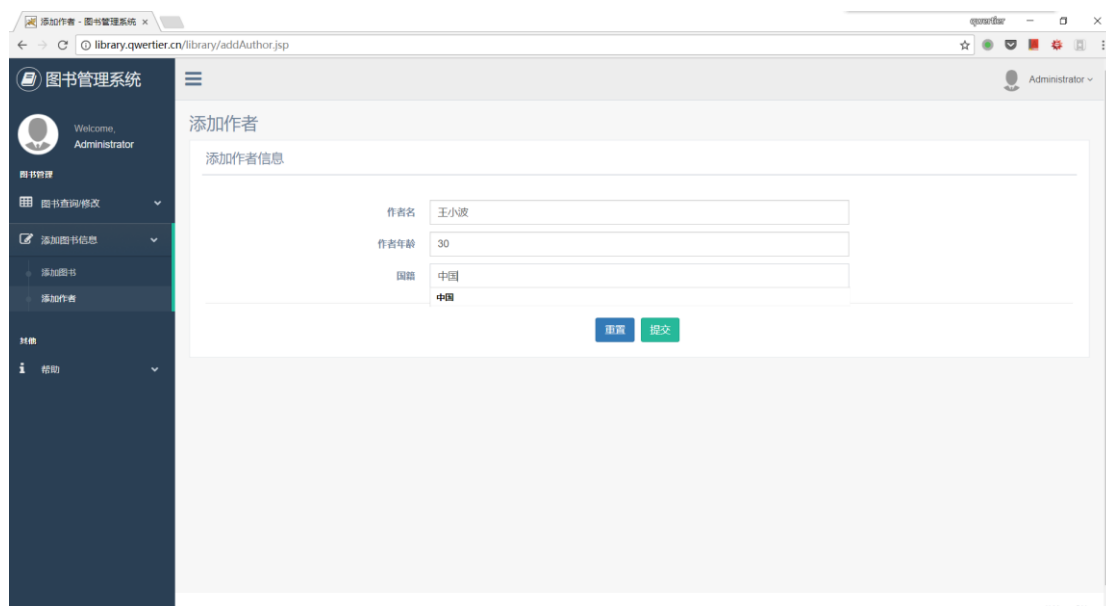 添加作者 - 图书管理系统
qwertier
library.qwertier.cn/library/addAuthor.jsp
图书管理系统
Administrator
Welcome,
Administrator
添加作者
添加作者信息
图书管理
图书查询/修改
添加图书信息
添加图书
添加作者
其他
帮助
作者名 王小波
作者年龄 30
国籍 中国
中国
重置 提交